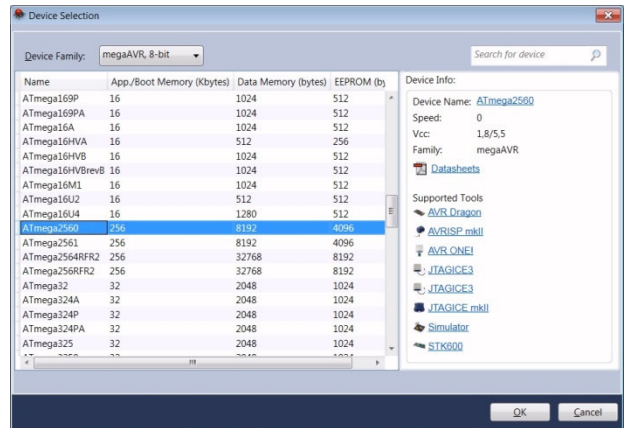 Device Selection
Device Family: megaAVR, 8-bit Search for device
Name App./Boot Memory (Kbytes) Data Memory (bytes) EEPROM (by
ATmega169P 16 1024 512
ATmega169PA 16 1024 512
ATmega16A 16 1024 512
ATmega16HVA 16 512 256
ATmega16HVB 16 1024 512
ATmega16HVBrevB 16 1024 512
ATmega16M1 16 1024 512
ATmega16U2 16 512 512
ATmega16U4 16 1280 512
ATmega2560 256 8192 4096
ATmega2561 256 8192 4096
ATmega2564RFR2 256 32768 8192
ATmega256RFR2 256 32768 8192
ATmega32 32 2048 1024
ATmega324A 32 2048 1024
ATmega324P 32 2048 1024
ATmega324PA 32 2048 1024
ATmega325 32 2048 1024
Device Info:
Device Name: ATmega2560
Speed: 0
Vcc: 1,8/5,5
Family: megaAVR
Datasheets
Supported Tools
AVR Dragon
AVRISP mkII
AVR ONE!
JTAGICE3
JTAGICE3
JTAGICE mkII
Simulator
STK600
OK Cancel